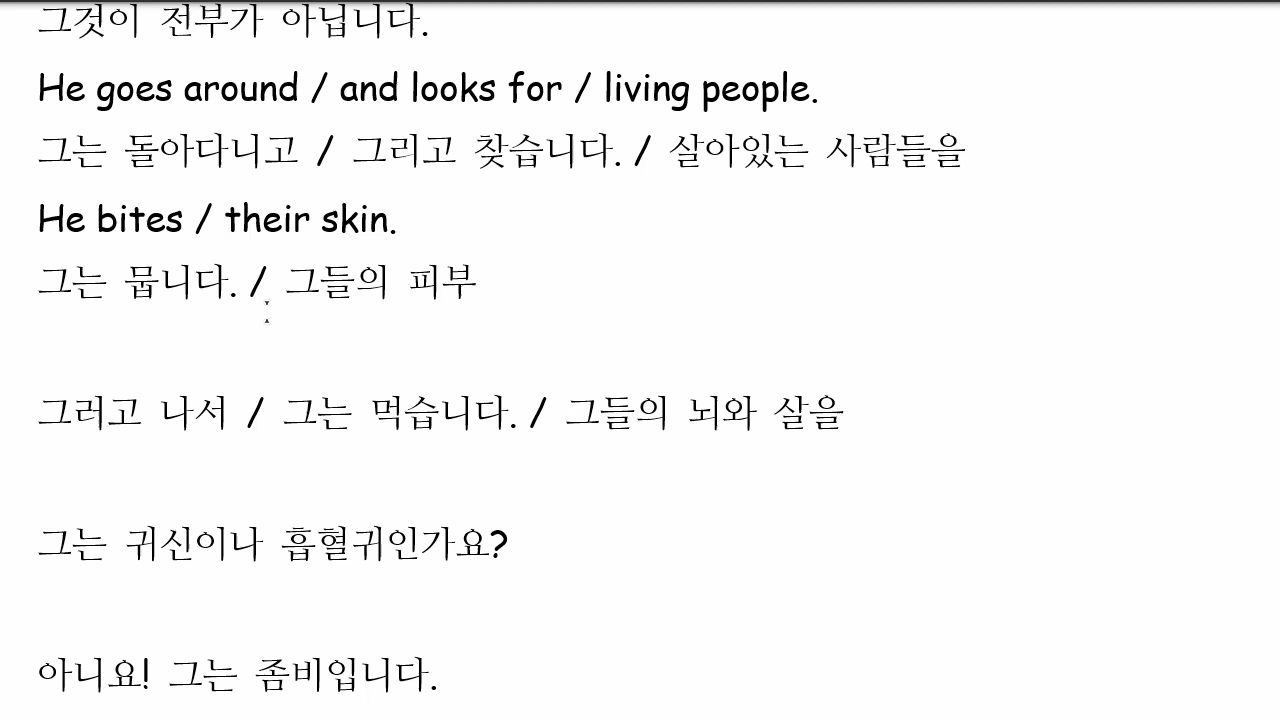 그것이 전부가 아닙니다.
He goes around / and looks for / living people.
그는 돌아다니고 / 그리고 찾습니다. / 살아있는 사람들을
He bites / their skin.
그는 뭅니다. / 그들의 피부
그러고 나서 / 그는 먹습니다. / 그들의 뇌와 살을
그는 귀신이나 흡혈귀인가요?
아니요! 그는 좀비입니다.